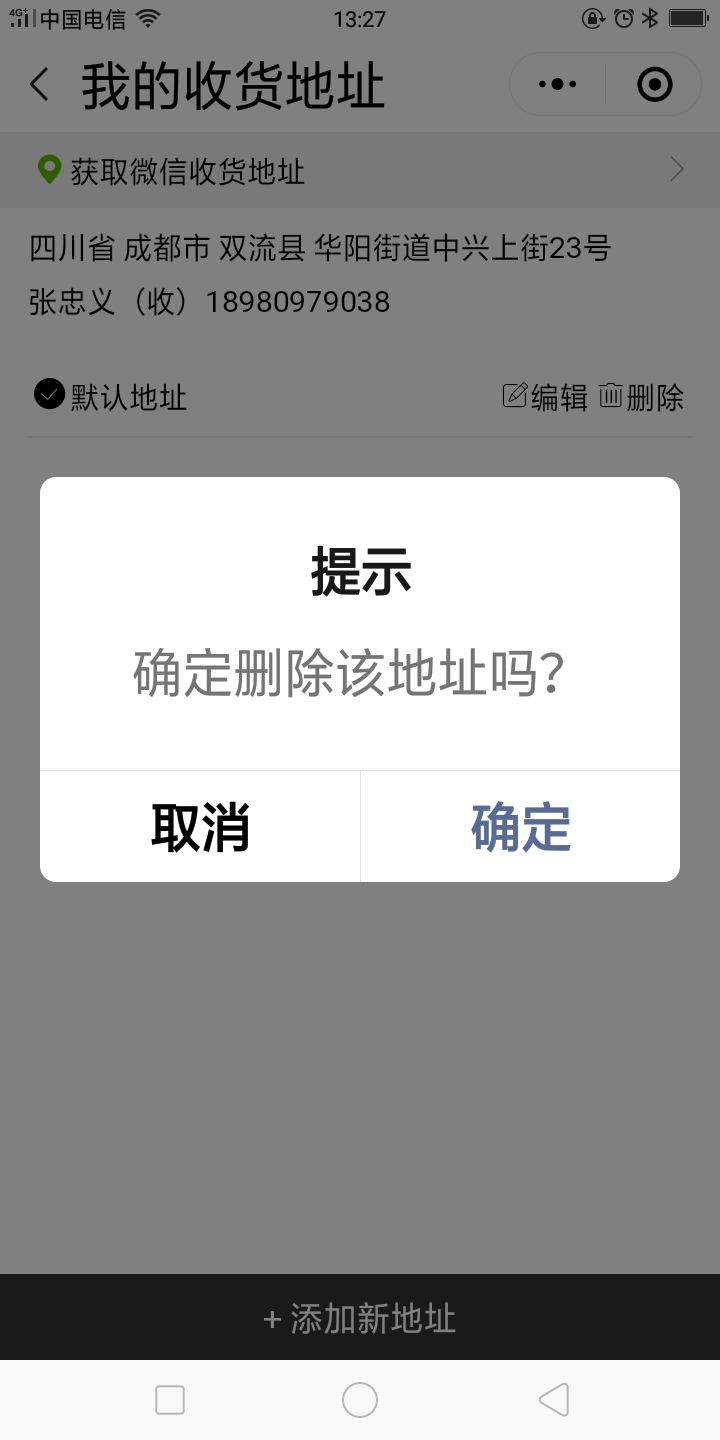 4G+ 中国电信 13:27
我的收货地址
获取微信收货地址
四川省 成都市 双流县 华阳街道中兴上街23号
张忠义（收）18980979038
默认地址 编辑 删除
提示
确定删除该地址吗？
取消 确定
+ 添加新地址